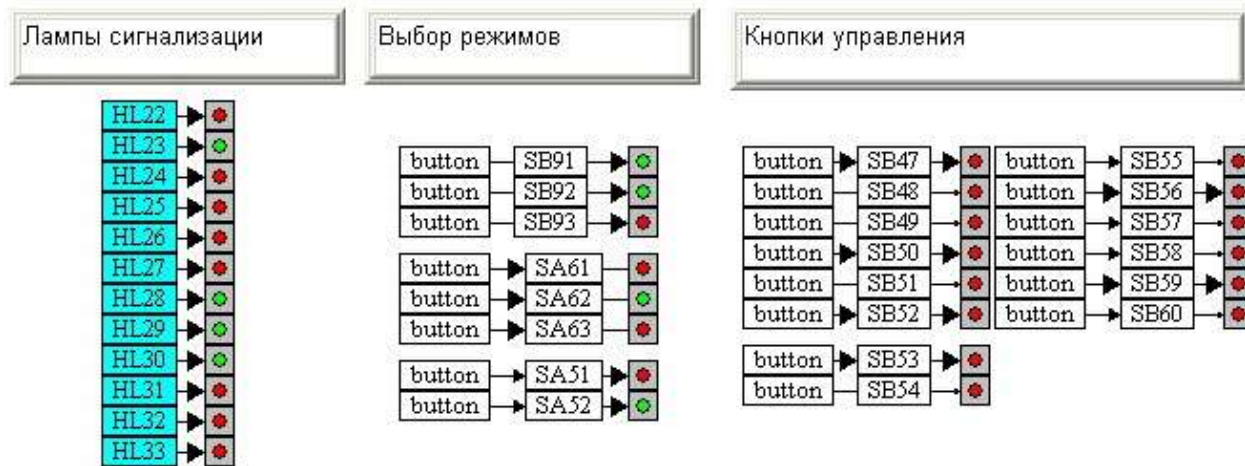 Лампы сигнализации
Выбор режимов
Кнопки управления
HL22
HL23
HL24
HL25
HL26
HL27
HL28
HL29
HL30
HL31
HL32
HL33
button SB91
button SB92
button SB93
button SA61
button SA62
button SA63
button SA51
button SA52
button SB47 button SB55
button SB48 button SB56
button SB49 button SB57
button SB50 button SB58
button SB51 button SB59
button SB52 button SB60
button SB53
button SB54